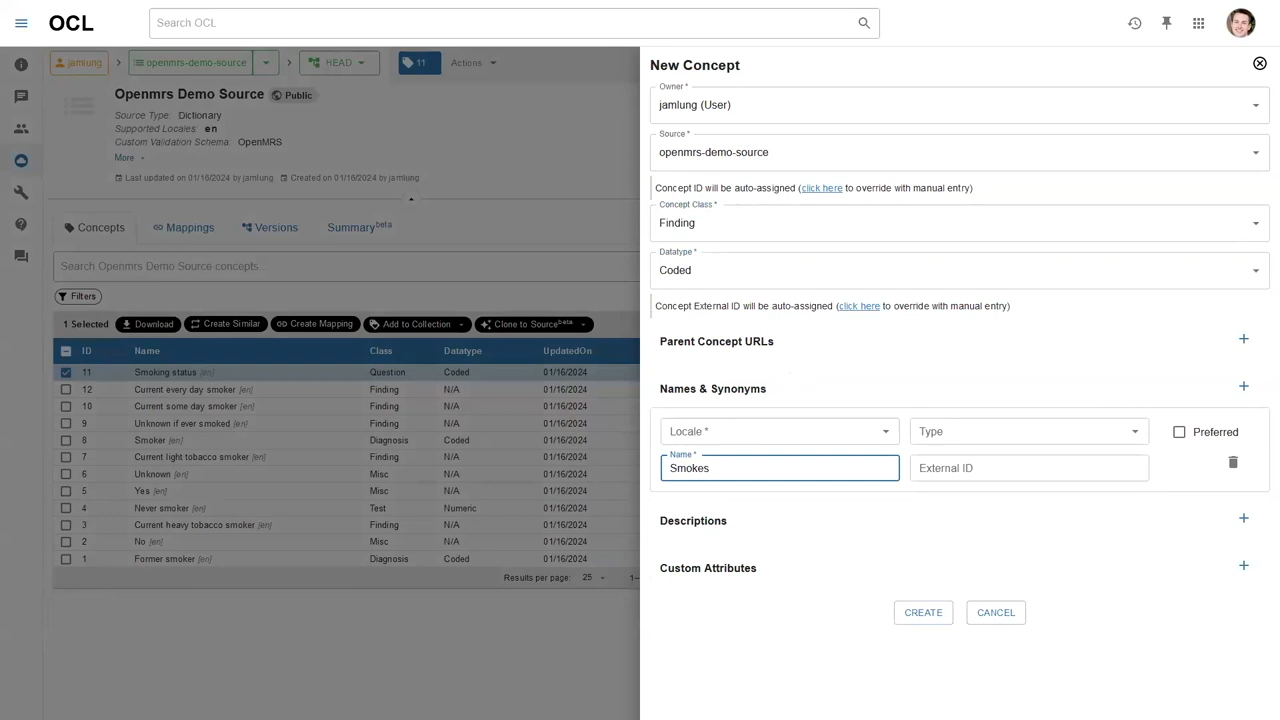 OCL
Search OCL
jamlung
openmrs-demo-source
HEAD
11
Actions
Openmrs Demo Source
Public
Source Type: Dictionary
Supported Locales: en
Custom Validation Schema: OpenMRS
More
Last updated on 01/16/2024 by jamlung
Created on 01/16/2024 by jamlung
Concepts
Mappings
Versions
Summary beta
Search Openmrs Demo Source concepts...
Filters
1 Selected
Download
Create Similar
Create Mapping
Add to Collection
Clone to Source beta
ID Name Class Datatype UpdatedOn
11 Smoking status [en] Question Coded 01/16/2024
12 Current every day smoker [en] Finding N/A 01/16/2024
10 Current some day smoker [en] Finding N/A 01/16/2024
9 Unknown if ever smoked [en] Finding N/A 01/16/2024
8 Smoker [en] Diagnosis Coded 01/16/2024
7 Current light tobacco smoker [en] Finding N/A 01/16/2024
6 Unknown [en] Misc N/A 01/16/2024
5 Yes [en] Misc N/A 01/16/2024
4 Never smoker [en] Test Numeric 01/16/2024
3 Current heavy tobacco smoker [en] Finding N/A 01/16/2024
2 No [en] Misc N/A 01/16/2024
1 Former smoker [en] Diagnosis Coded 01/16/2024
Results per page: 25 1–
New Concept
Owner *
jamlung (User)
Source *
openmrs-demo-source
Concept ID will be auto-assigned (click here to override with manual entry)
Concept Class *
Finding
Datatype *
Coded
Concept External ID will be auto-assigned (click here to override with manual entry)
Parent Concept URLs
Names & Synonyms
Locale *
Type
Preferred
Name *
Smokes
External ID
Descriptions
Custom Attributes
CREATE
CANCEL